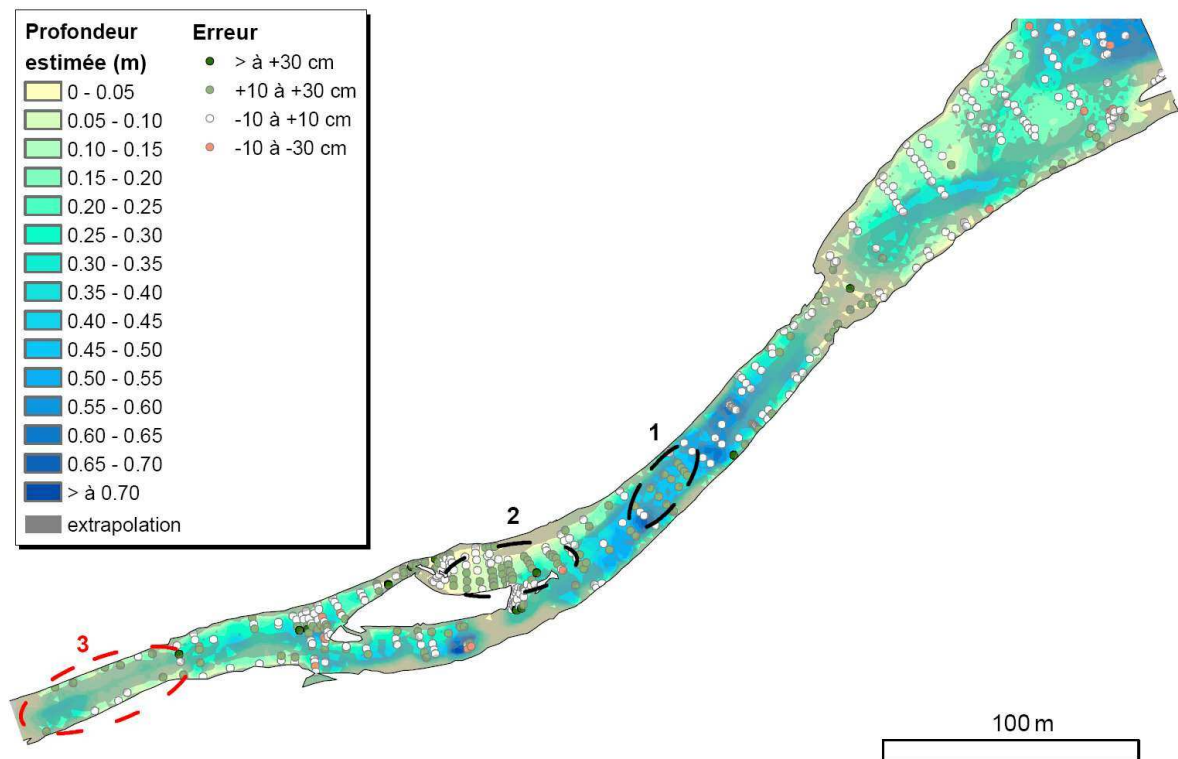 Profondeur
estimée (m)
0 - 0.05
0.05 - 0.10
0.10 - 0.15
0.15 - 0.20
0.20 - 0.25
0.25 - 0.30
0.30 - 0.35
0.35 - 0.40
0.40 - 0.45
0.45 - 0.50
0.50 - 0.55
0.55 - 0.60
0.60 - 0.65
0.65 - 0.70
> à 0.70
extrapolation
Erreur
> à +30 cm
+10 à +30 cm
-10 à +10 cm
-10 à -30 cm
1
2
3
100 m